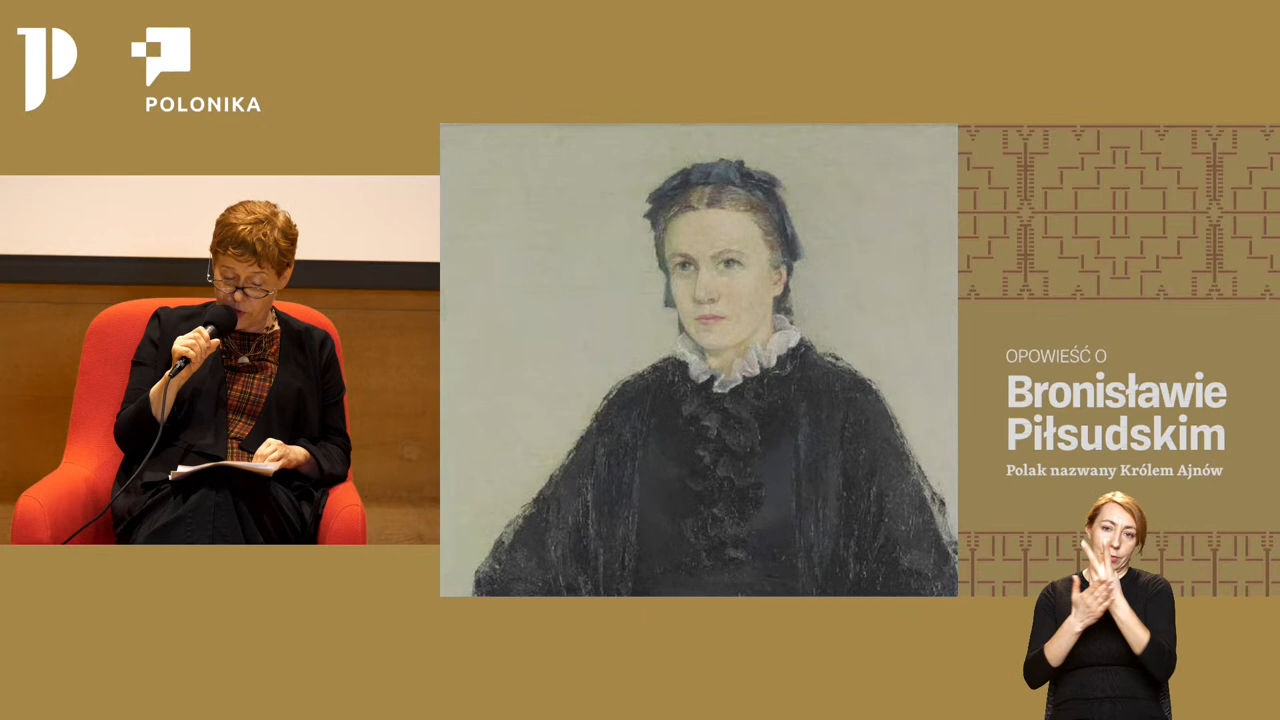 POLONIKA
OPOWIEŚĆ O
Bronisławie
Piłsudskim
Polak nazwany Królem Ajnów